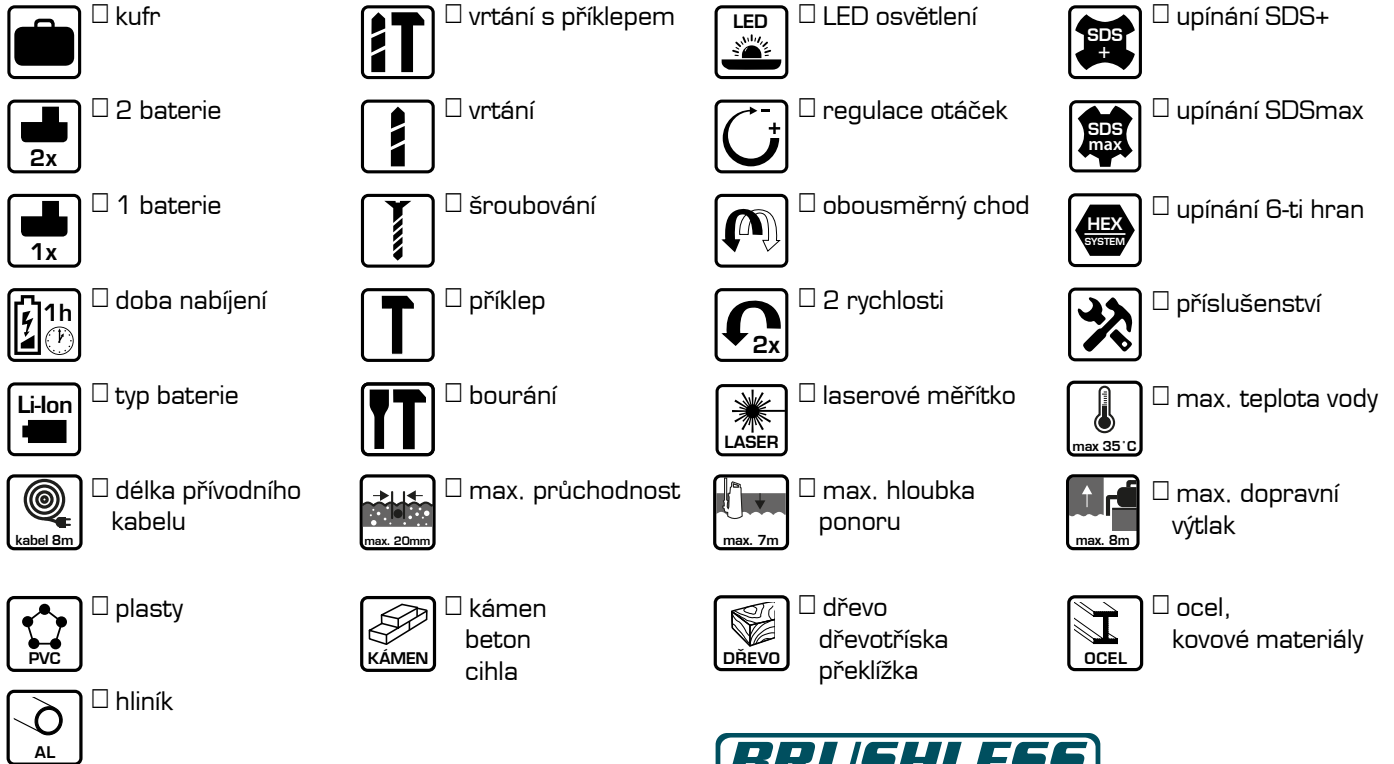 kufr
vrtání s příklepem
LED
LED osvětlení
SDS
+
upínání SDS+
2x
2 baterie
vrtání
- +
regulace otáček
SDS
max
upínání SDSmax
1x
1 baterie
šroubování
obousměrný chod
HEX
SYSTEM
upínání 6-ti hran
1h
doba nabíjení
příklep
2x
2 rychlosti
příslušenství
Li-Ion
typ baterie
bourání
LASER
laserové měřítko
max 35°C
max. teplota vody
kabel 8m
délka přívodního
kabelu
max. 20mm
max. průchodnost
max. 7m
max. hloubka
ponoru
max. 8m
max. dopravní
výtlak
PVC
plasty
KÁMEN
kámen
beton
cihla
DŘEVO
dřevo
dřevotříska
překlížka
OCEL
ocel,
kovové materiály
AL
hliník
BRUSHLESS